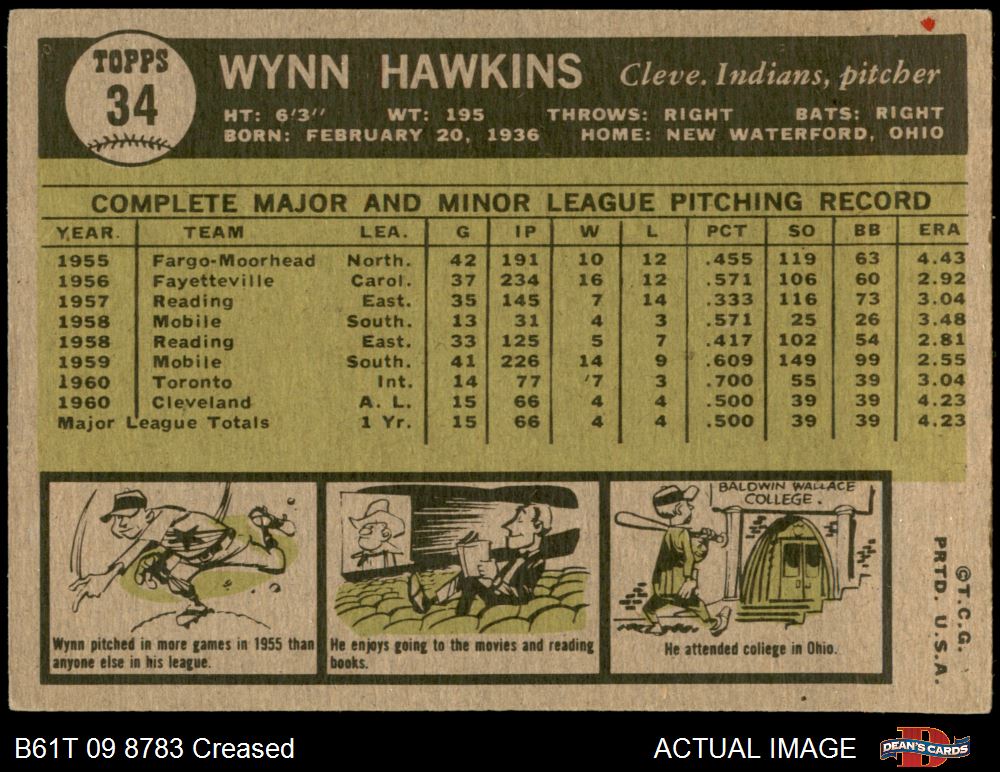 TOPPS
34
WYNN HAWKINS Cleve. Indians, pitcher
HT: 6'3" WT: 195 THROWS: RIGHT BATS: RIGHT
BORN: FEBRUARY 20, 1936 HOME: NEW WATERFORD, OHIO
COMPLETE MAJOR AND MINOR LEAGUE PITCHING RECORD
YEAR. TEAM LEA. G IP W L PCT SO BB ERA
1955 Fargo-Moorhead North. 42 191 10 12 .455 119 63 4.43
1956 Fayetteville Carol. 37 234 16 12 .571 106 60 2.92
1957 Reading East. 35 145 7 14 .333 116 73 3.04
1958 Mobile South. 13 31 4 3 .571 25 26 3.48
1958 Reading East. 33 125 5 7 .417 102 54 2.81
1959 Mobile South. 41 226 14 9 .609 149 99 2.55
1960 Toronto Int. 14 77 7 3 .700 55 39 3.04
1960 Cleveland A. L. 15 66 4 4 .500 39 39 4.23
Major League Totals 1 Yr. 15 66 4 4 .500 39 39 4.23
BALDWIN WALLACE
COLLEGE.
Wynn pitched in more games in 1955 than
anyone else in his league.
He enjoys going to the movies and reading
books.
He attended college in Ohio.
©T.C.G.
PRTD. U.S.A.
B61T 09 8783 Creased
ACTUAL IMAGE
DEAN'S CARDS